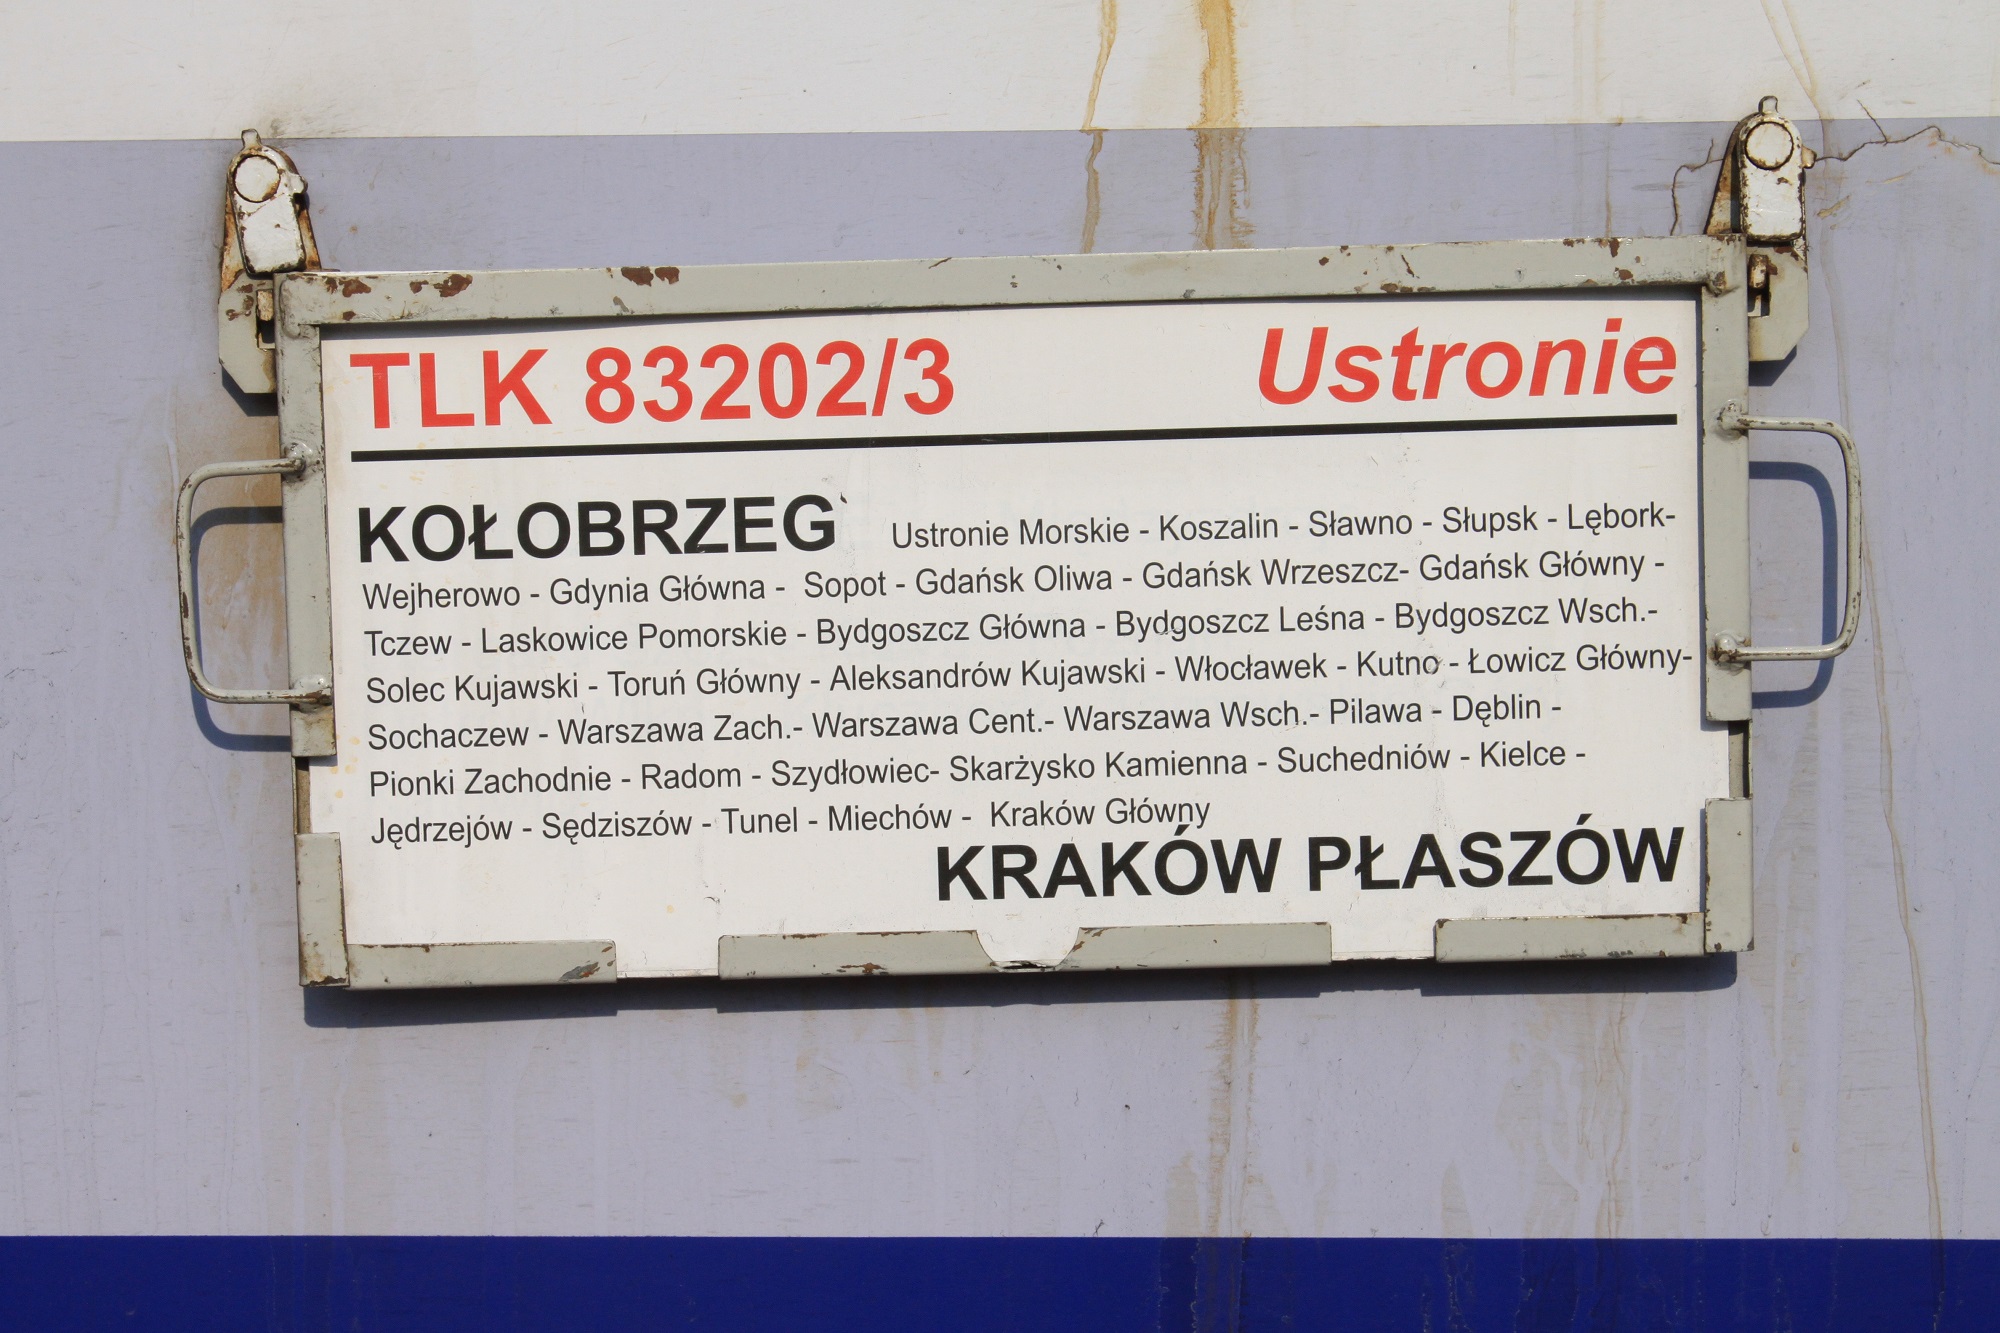 TLK 83202/3 Ustronie
KOŁOBRZEG Ustronie Morskie - Koszalin - Sławno - Słupsk - Lębork-
Wejherowo - Gdynia Główna - Sopot - Gdańsk Oliwa - Gdańsk Wrzeszcz- Gdańsk Główny -
Tczew - Laskowice Pomorskie - Bydgoszcz Główna - Bydgoszcz Leśna - Bydgoszcz Wsch.-
Solec Kujawski - Toruń Główny - Aleksandrów Kujawski - Włocławek - Kutno - Łowicz Główny-
Sochaczew - Warszawa Zach.- Warszawa Cent.- Warszawa Wsch.- Pilawa - Dęblin -
Pionki Zachodnie - Radom - Szydłowiec- Skarżysko Kamienna - Suchedniów - Kielce -
Jędrzejów - Sędziszów - Tunel - Miechów - Kraków Główny
KRAKÓW PŁASZÓW